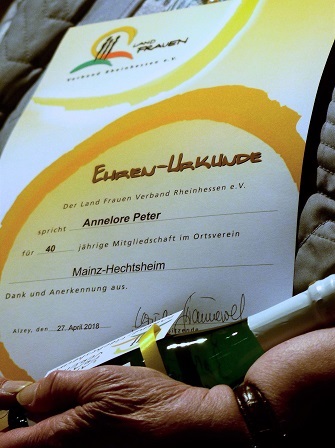 LAND
FRAUEN
Verband Rheinhessen e.V.
EHREN-URKUNDE
Der Land Frauen Verband Rheinhessen e.V.
spricht Annelore Peter
für 40 jährige Mitgliedschaft im Ortsverein
Mainz-Hechtsheim
Dank und Anerkennung aus.
Alzey, den 27. April 2018